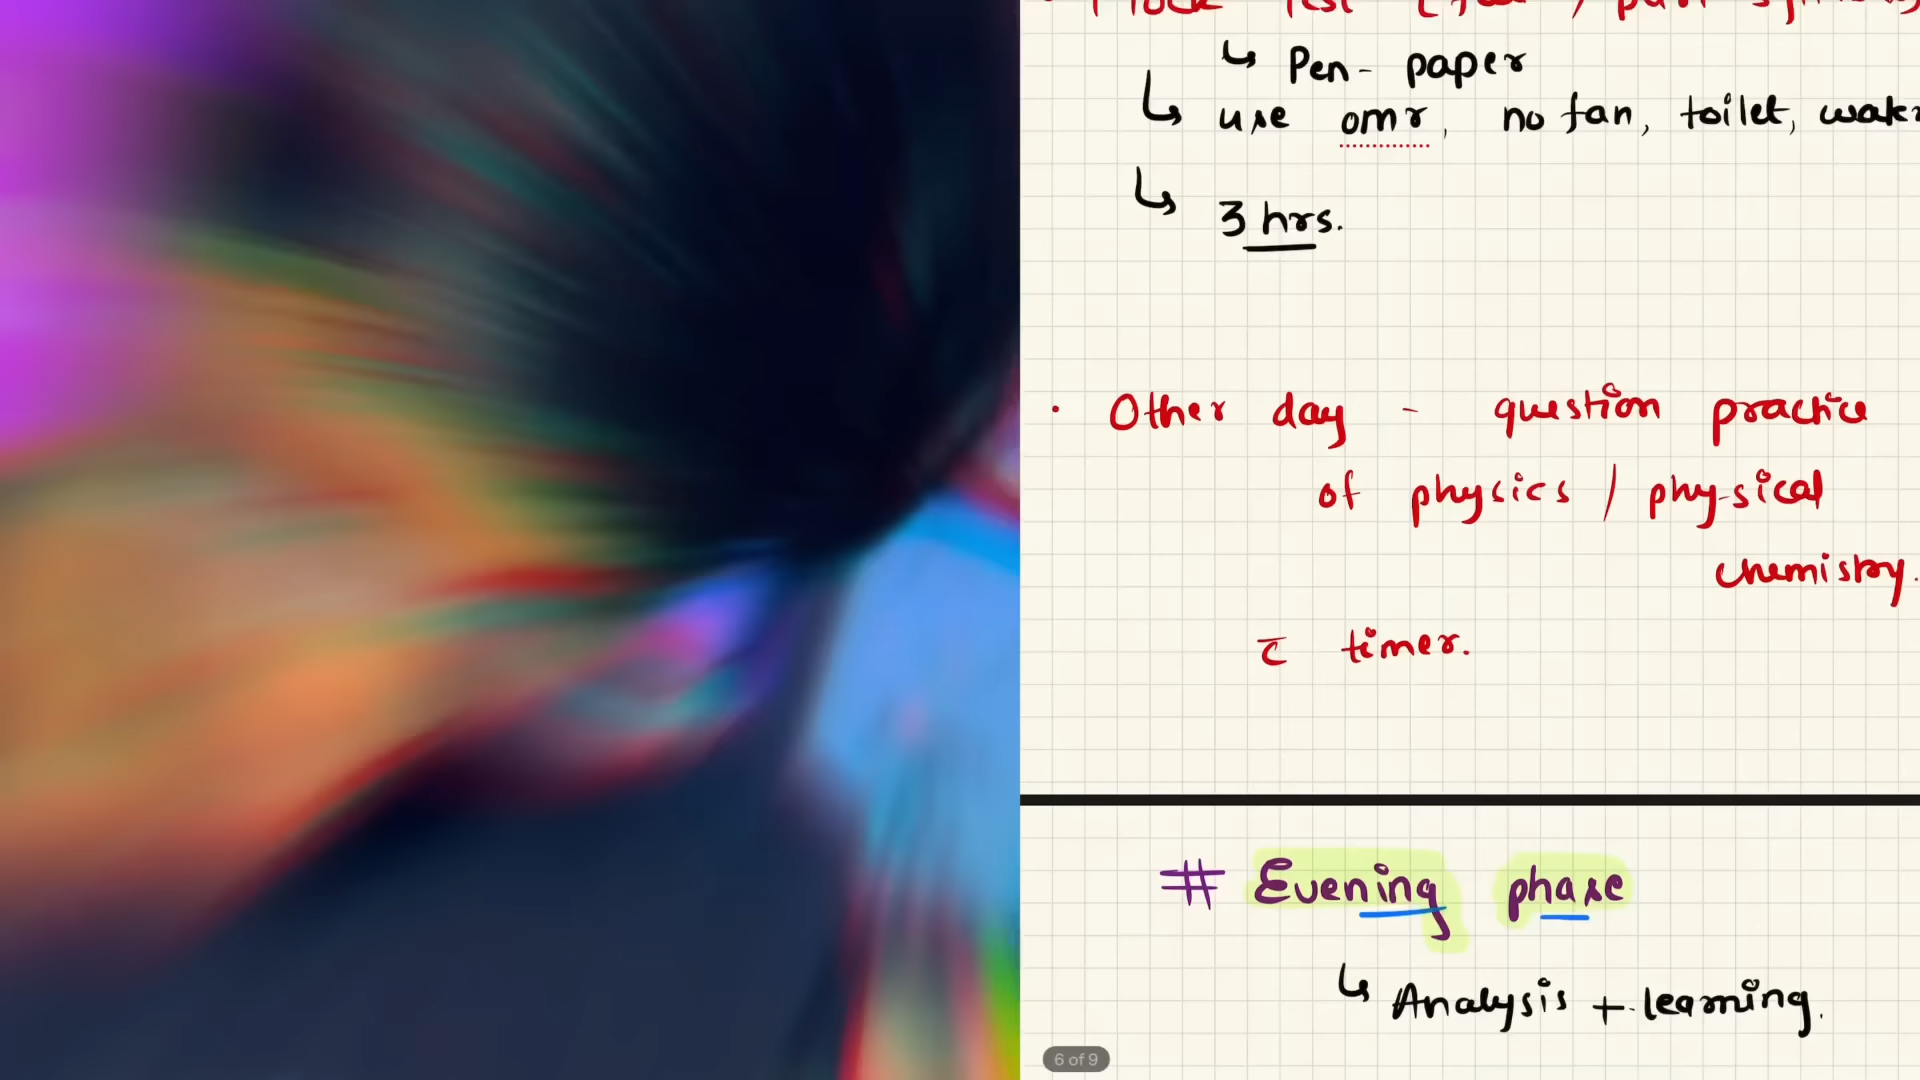 Pen- paper
use omr, no fan, toilet,
3 hrs.
• Other day - question practice
of physics / physical
chemistry.
c̄ timer.
# Evening phase
Analysis + learning.
6 of 9